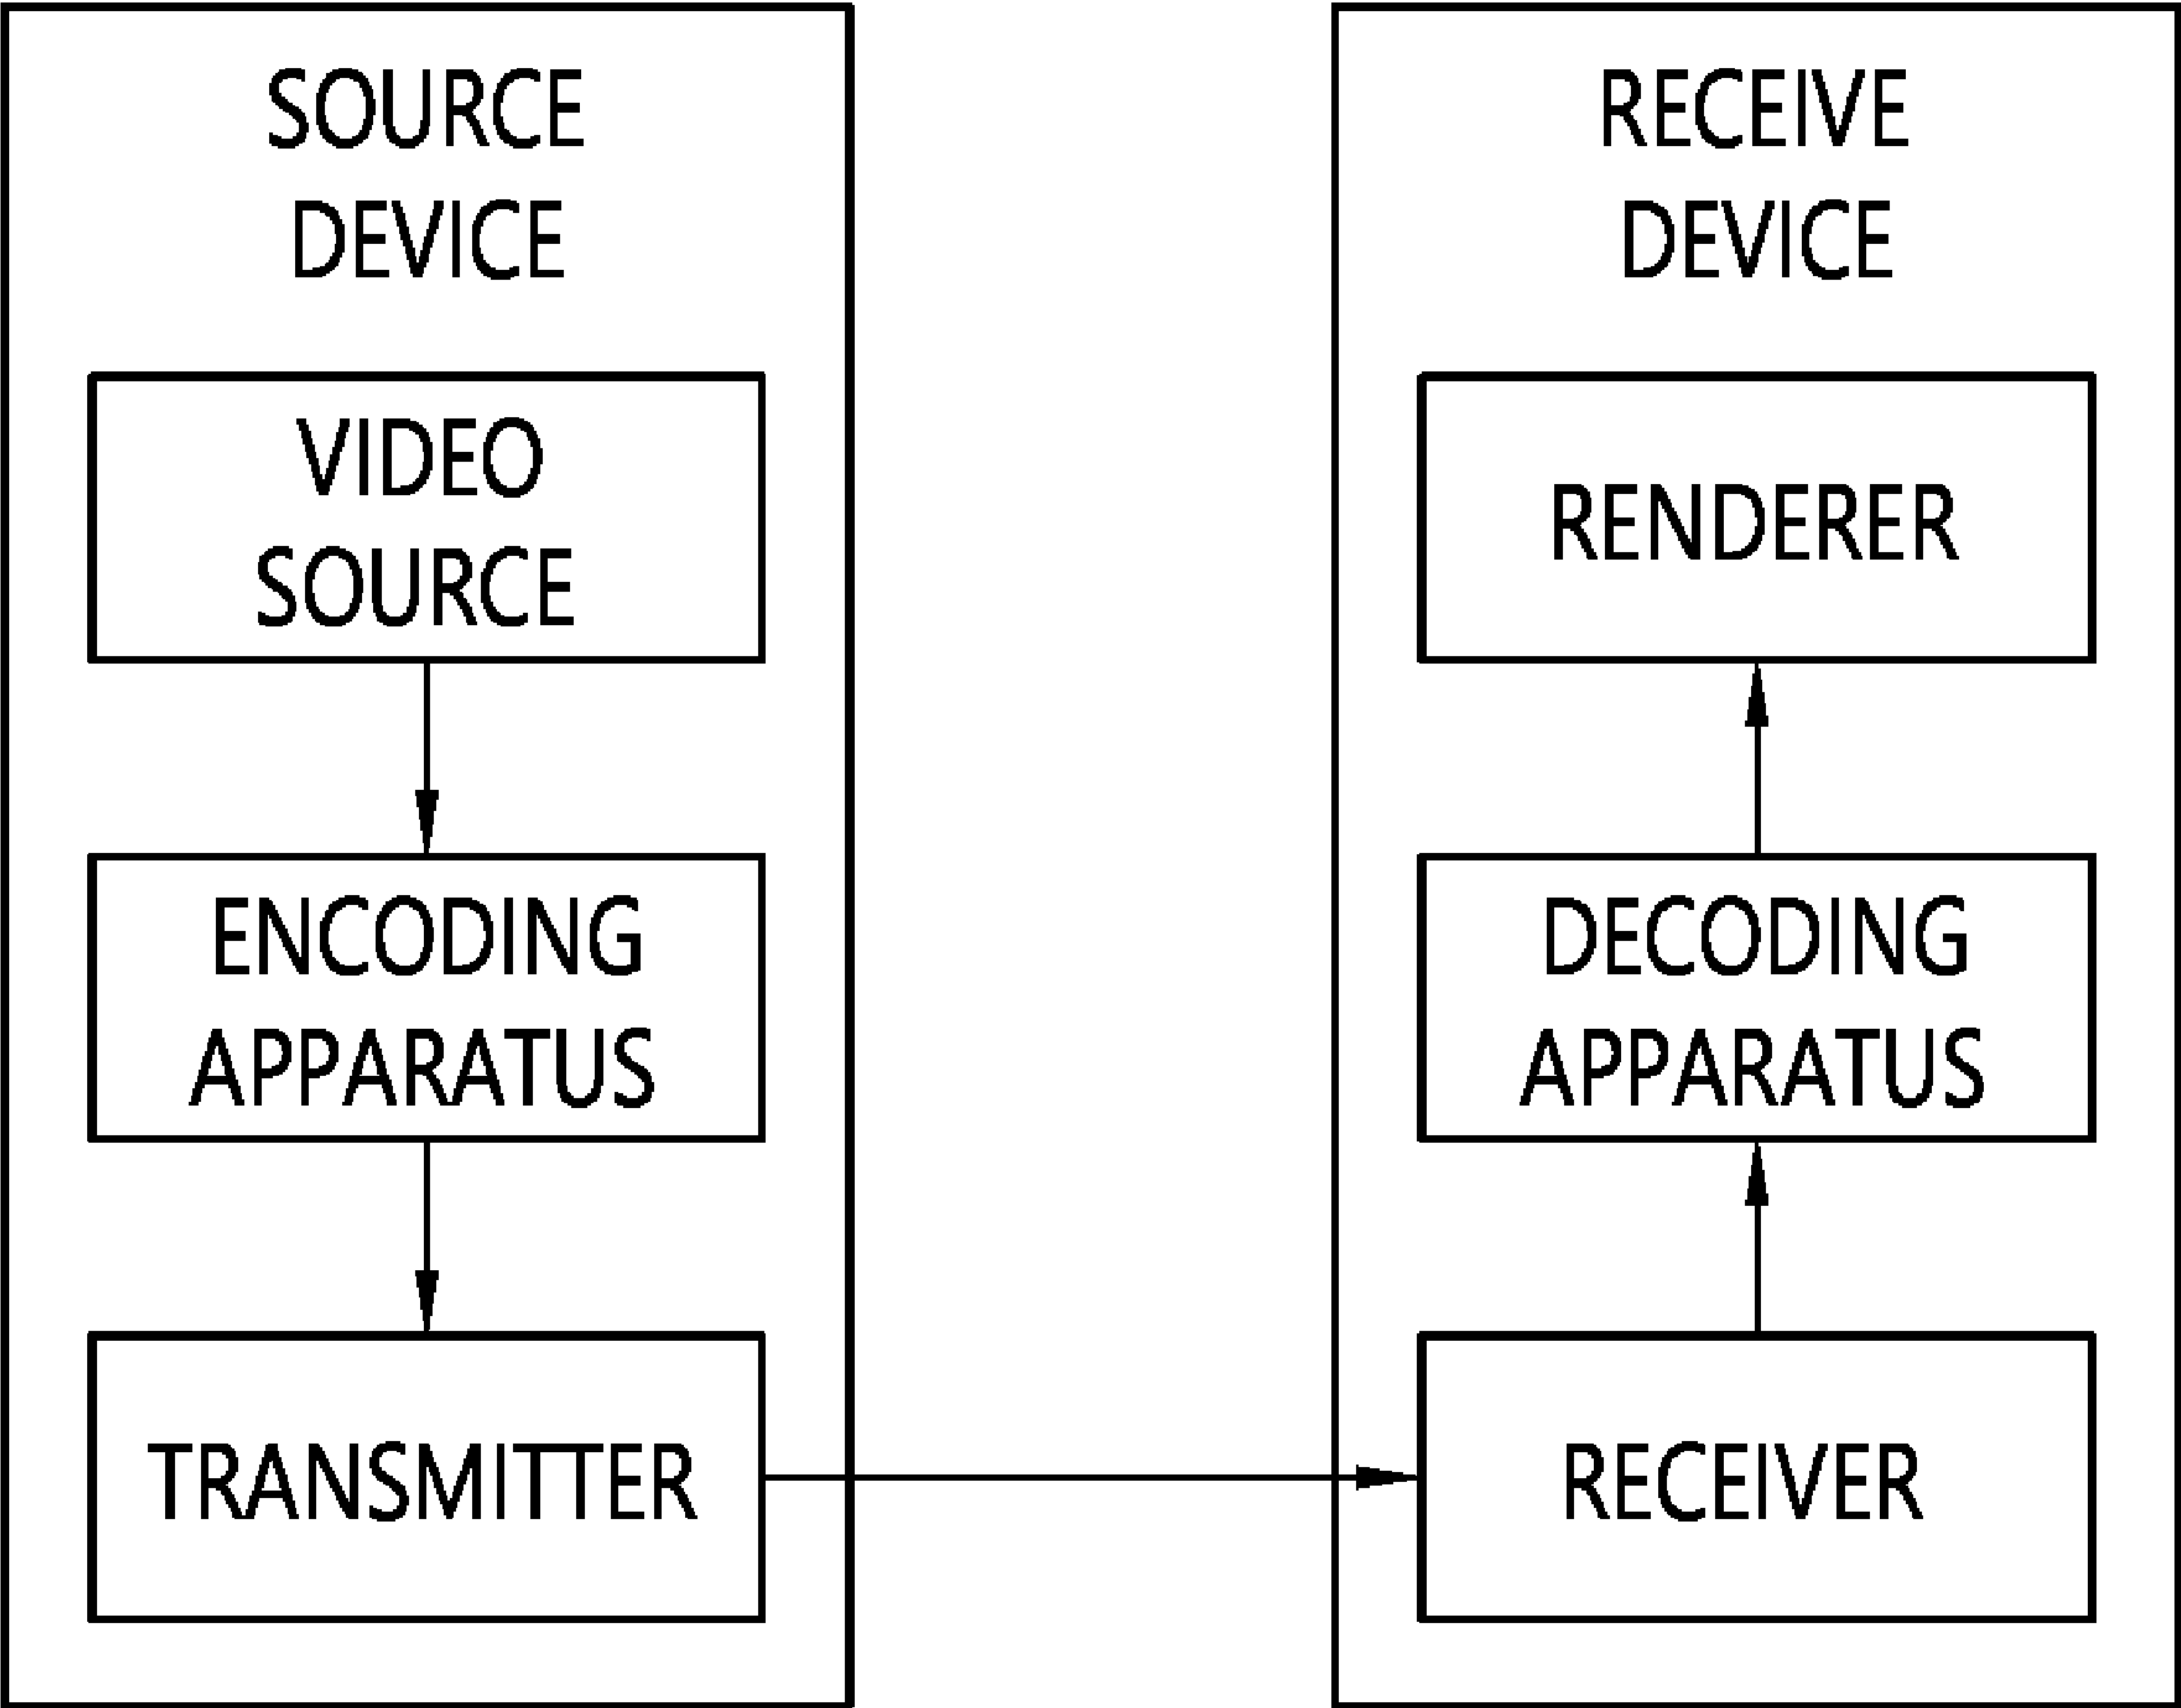 SOURCE
DEVICE
VIDEO
SOURCE
ENCODING
APPARATUS
TRANSMITTER
RECEIVE
DEVICE
RENDERER
DECODING
APPARATUS
RECEIVER